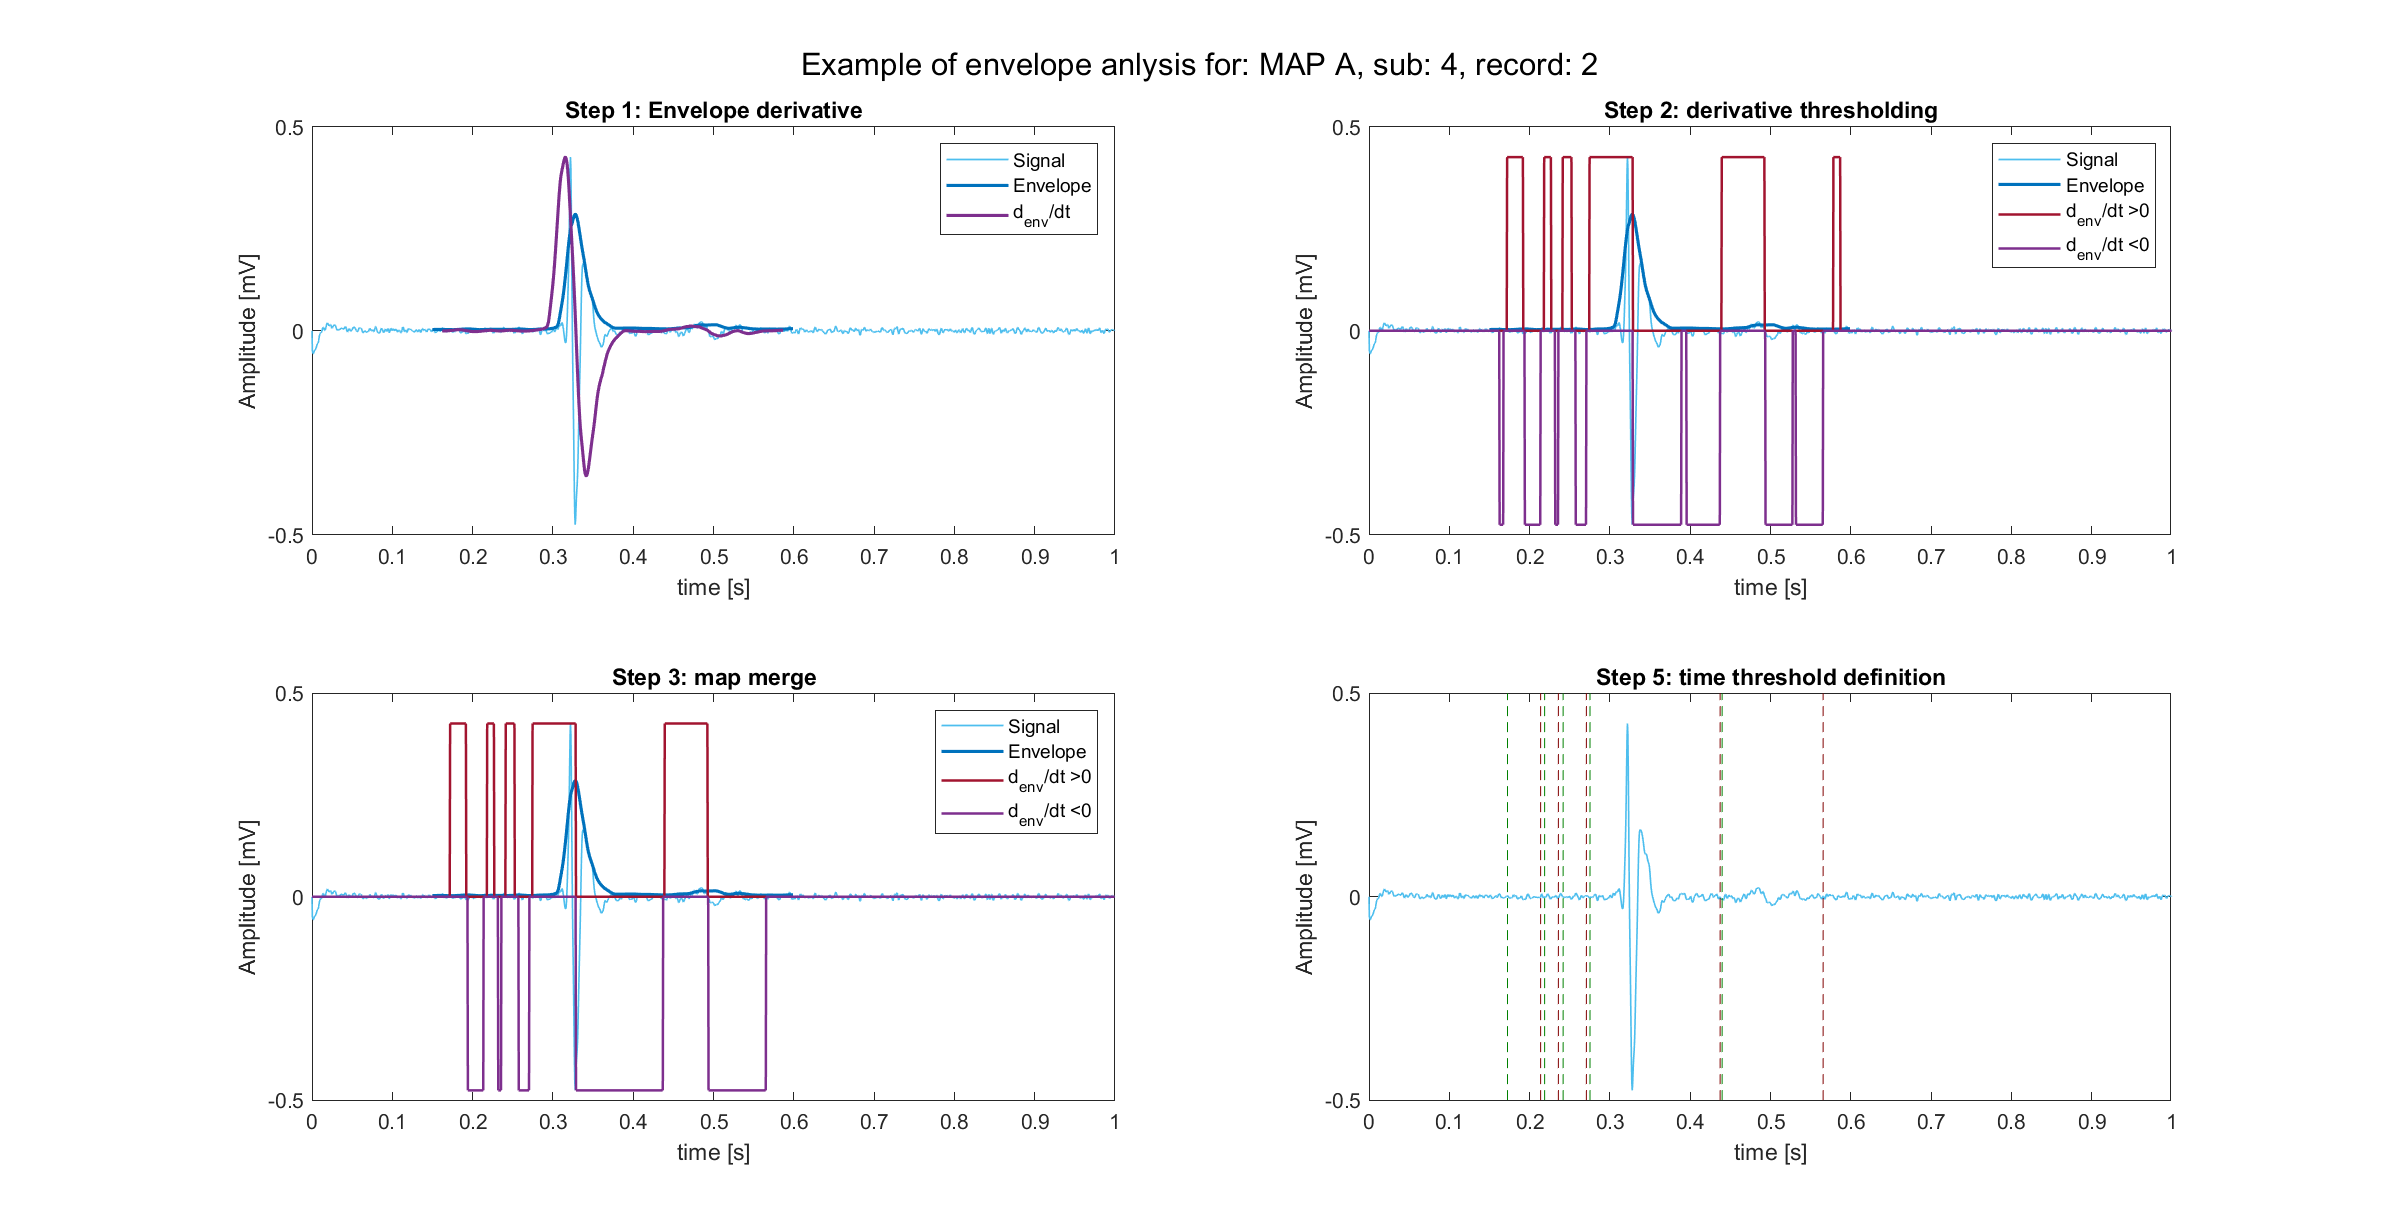 Example of envelope anlysis for: MAP A, sub: 4, record: 2
Step 1: Envelope derivative
0.5
0
-0.5
Amplitude [mV]
Signal
Envelope
d_env/dt
0 0.1 0.2 0.3 0.4 0.5 0.6 0.7 0.8 0.9 1
time [s]
Step 2: derivative thresholding
0.5
0
-0.5
Amplitude [mV]
Signal
Envelope
d_env/dt >0
d_env/dt <0
0 0.1 0.2 0.3 0.4 0.5 0.6 0.7 0.8 0.9 1
time [s]
Step 3: map merge
0.5
0
-0.5
Amplitude [mV]
Signal
Envelope
d_env/dt >0
d_env/dt <0
0 0.1 0.2 0.3 0.4 0.5 0.6 0.7 0.8 0.9 1
time [s]
Step 5: time threshold definition
0.5
0
-0.5
Amplitude [mV]
0 0.1 0.2 0.3 0.4 0.5 0.6 0.7 0.8 0.9 1
time [s]